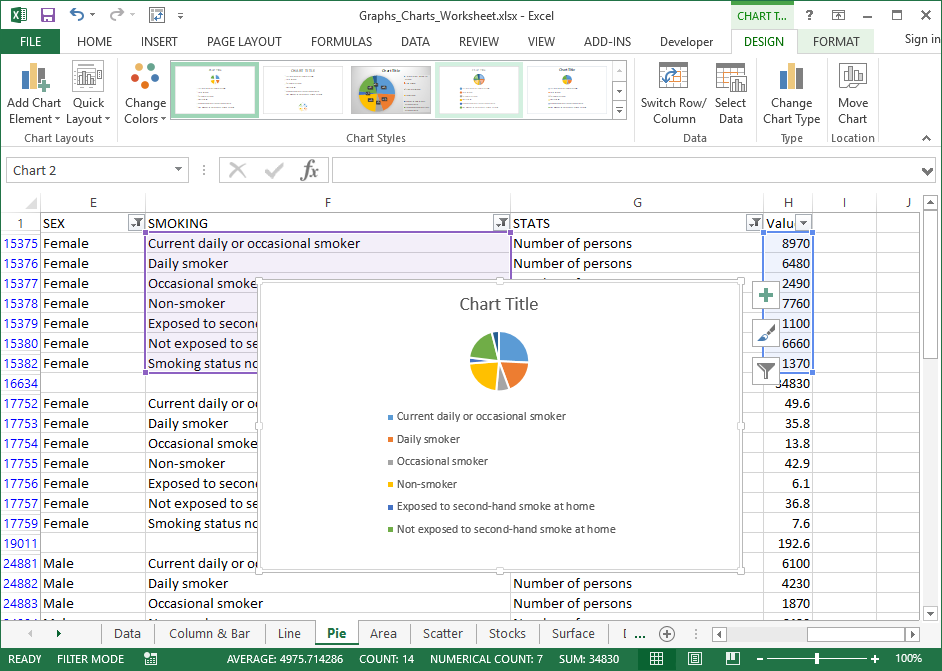 Graphs_Charts_Worksheet.xlsx - Excel
CHART T... ?
FILE HOME INSERT PAGE LAYOUT FORMULAS DATA REVIEW VIEW ADD-INS Developer DESIGN FORMAT Sign in
Add Chart Element
Quick Layout
Change Colors
Switch Row/ Column
Select Data
Change Chart Type
Move Chart
Chart Layouts Chart Styles Data Type Location
Chart 2 fx
E F G H I J
1 SEX SMOKING STATS Valu
15375 Female Current daily or occasional smoker Number of persons 8970
15376 Female Daily smoker Number of persons 6480
15377 Female Occasional smoke 2490
15378 Female Non-smoker 7760
15379 Female Exposed to secon 1100
15380 Female Not exposed to se 6660
15382 Female Smoking status no 1370
16634 34830
17752 Female Current daily or o 49.6
17753 Female Daily smoker 35.8
17754 Female Occasional smoke 13.8
17755 Female Non-smoker 42.9
17756 Female Exposed to secon 6.1
17757 Female Not exposed to se 36.8
17759 Female Smoking status no 7.6
19011 192.6
24881 Male Current daily or o 6100
24882 Male Daily smoker Number of persons 4230
24883 Male Occasional smoker Number of persons 1870
Chart Title
Current daily or occasional smoker
Daily smoker
Occasional smoker
Non-smoker
Exposed to second-hand smoke at home
Not exposed to second-hand smoke at home
Data Column & Bar Line Pie Area Scatter Stocks Surface ...
READY FILTER MODE AVERAGE: 4975.714286 COUNT: 14 NUMERICAL COUNT: 7 SUM: 34830 100%